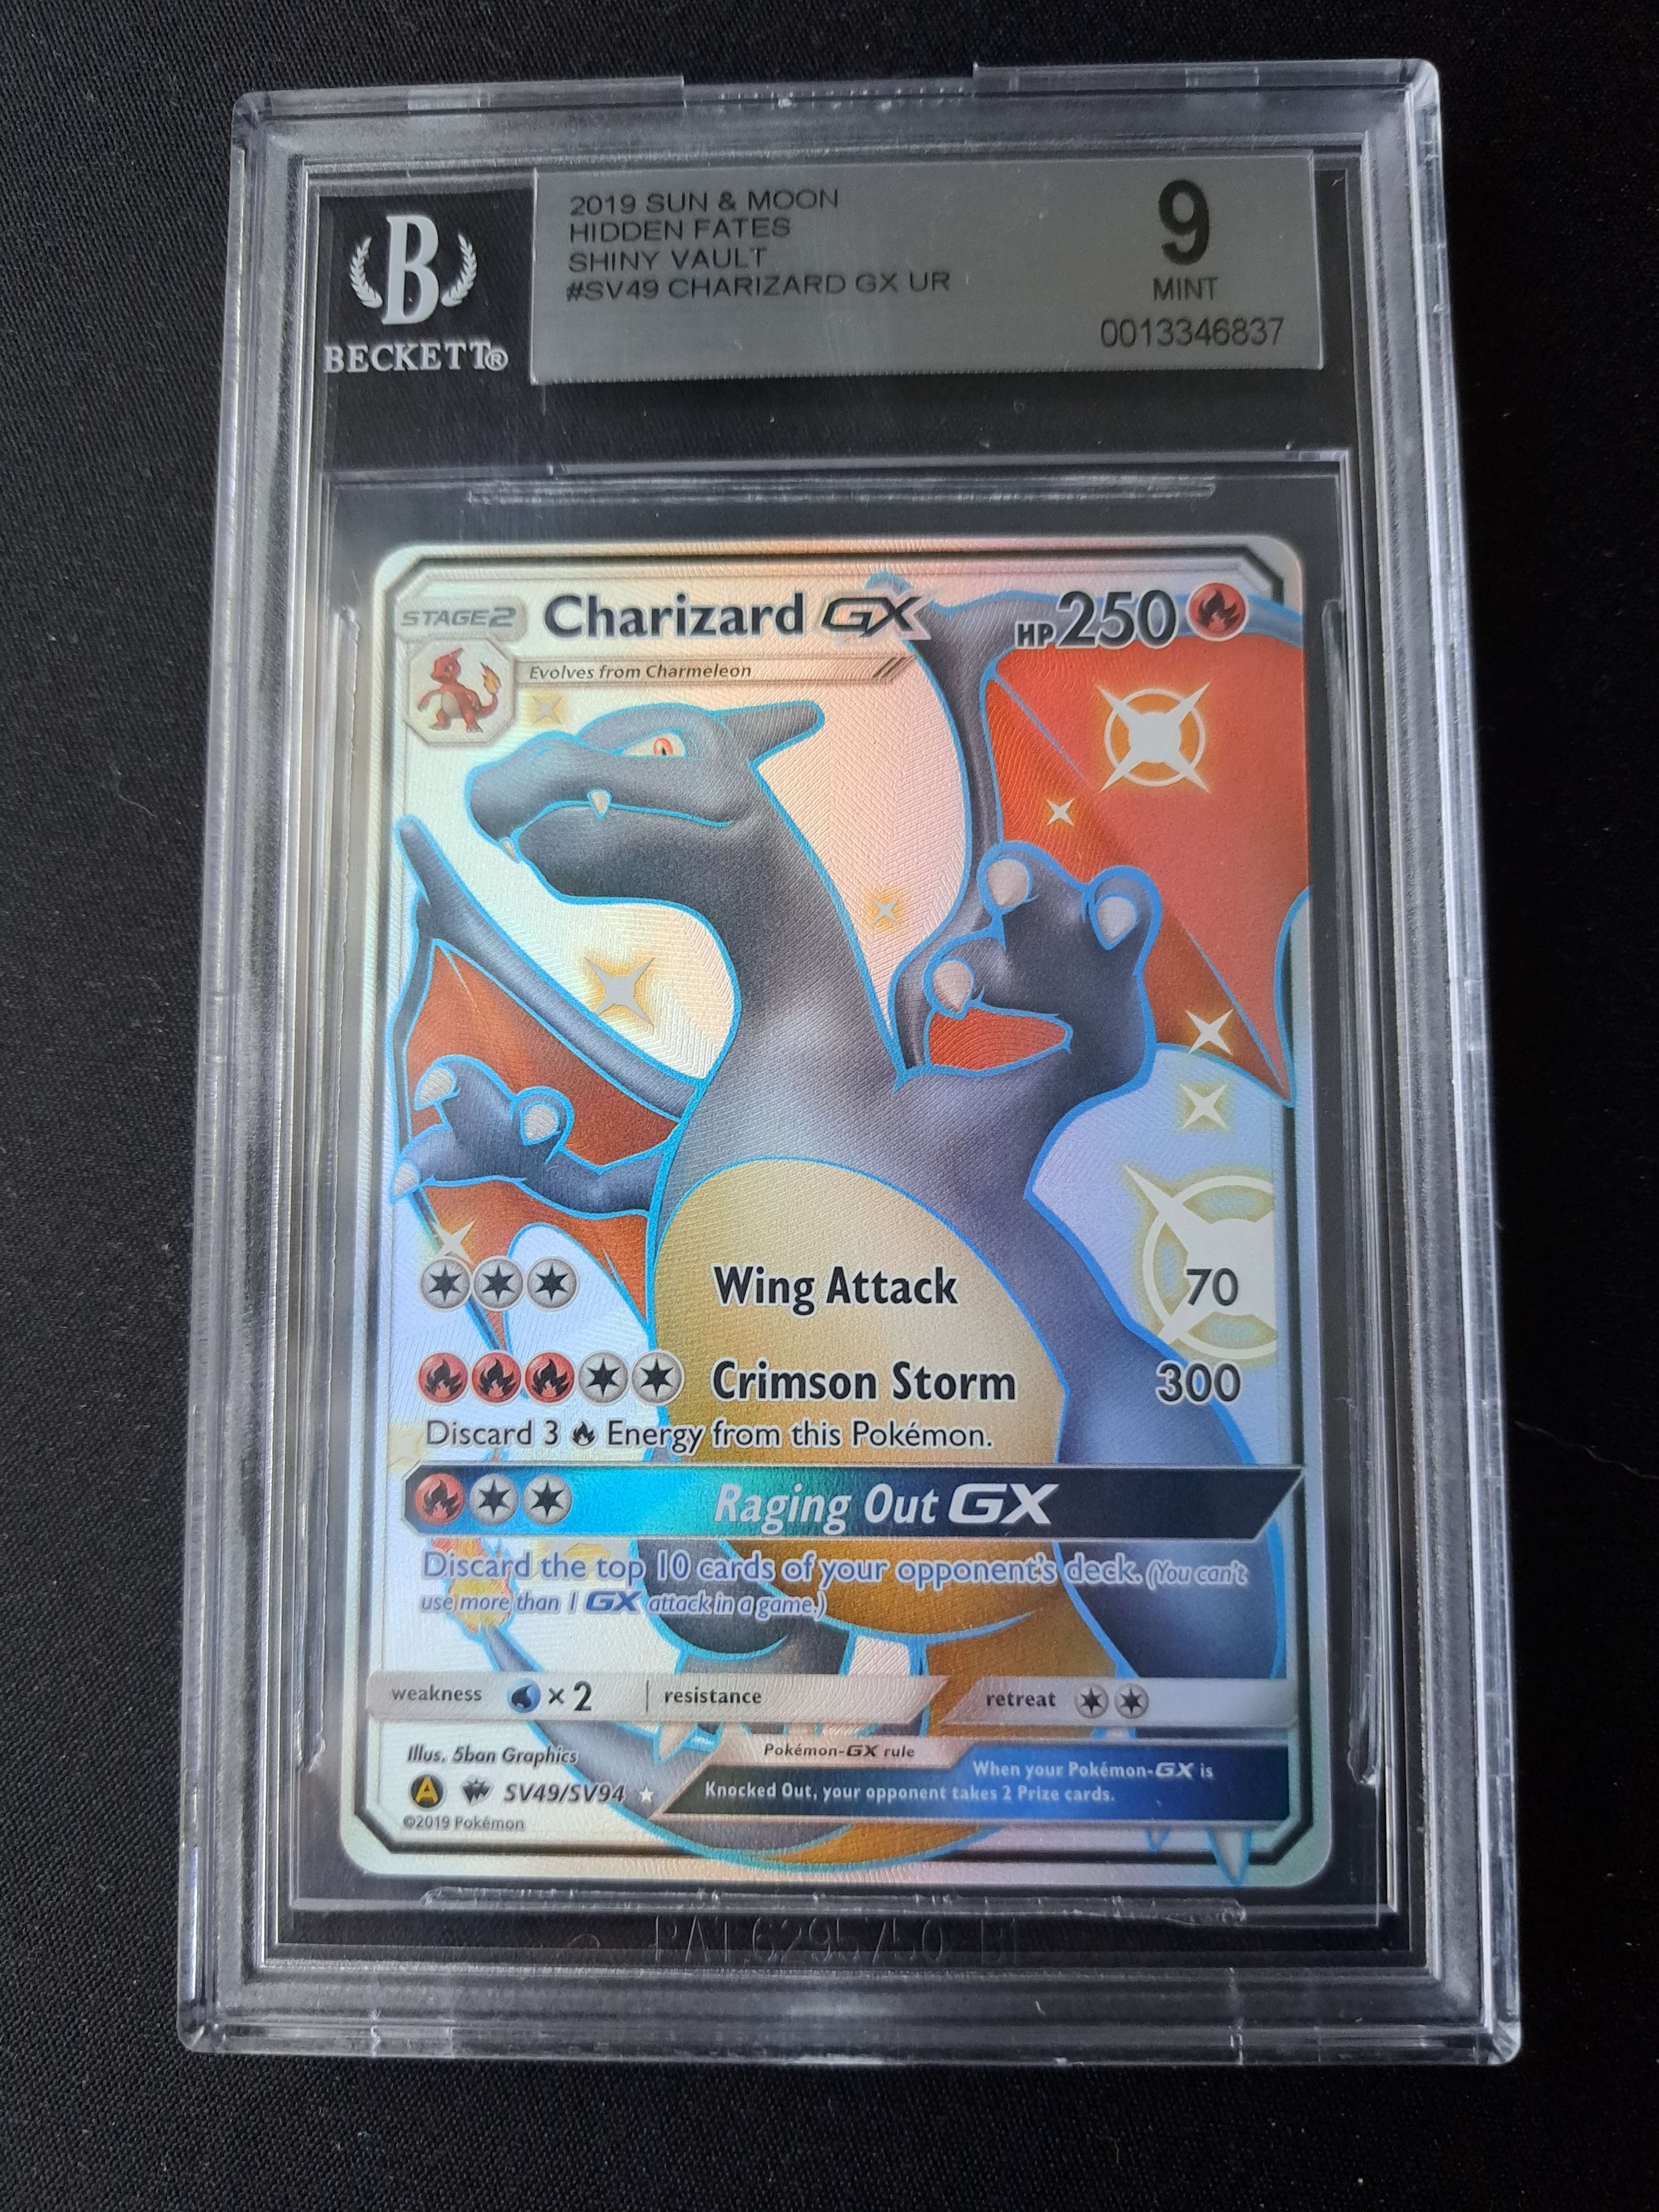 B
BECKETT®
2019 SUN & MOON
HIDDEN FATES
SHINY VAULT
#SV49 CHARIZARD GX UR
9
MINT
0013346837
STAGE2 Charizard GX HP250
Evolves from Charmeleon
Wing Attack 70
Crimson Storm 300
Discard 3 Energy from this Pokémon.
Raging Out GX
Discard the top 10 cards of your opponent's deck. (You can't
use more than 1 GX attack in a game.)
weakness ×2 resistance retreat
Illus. 5ban Graphics
A SV49/SV94
©2019 Pokémon
Pokémon-GX rule
When your Pokémon-GX is
Knocked Out, your opponent takes 2 Prize cards.